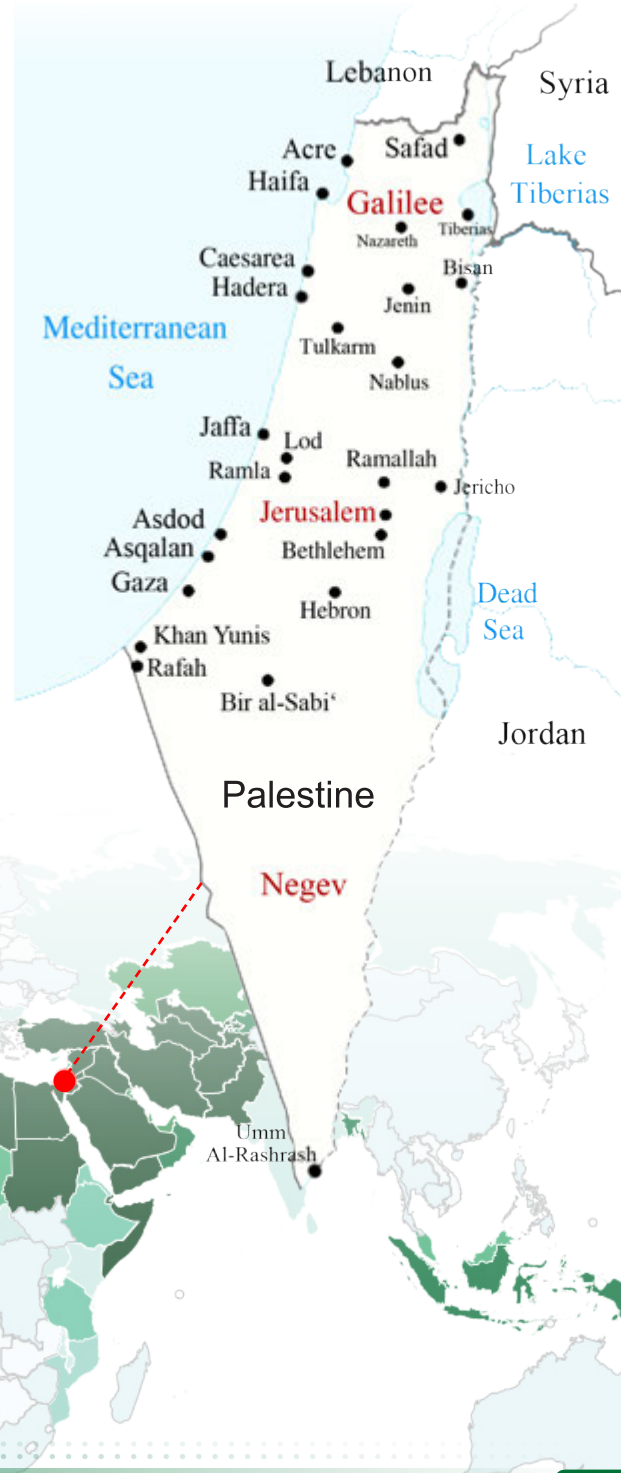 Lebanon
Syria
Acre
Safad
Lake
Tiberias
Haifa
Galilee
Nazareth
Tiberias
Caesarea
Bisan
Hadera
Jenin
Mediterranean
Sea
Tulkarm
Nablus
Jaffa
Lod
Ramla
Ramallah
Jericho
Jerusalem
Asdod
Asqalan
Bethlehem
Gaza
Hebron
Dead
Sea
Khan Yunis
Rafah
Bir al-Sabi‘
Jordan
Palestine
Negev
Umm
Al-Rashrash